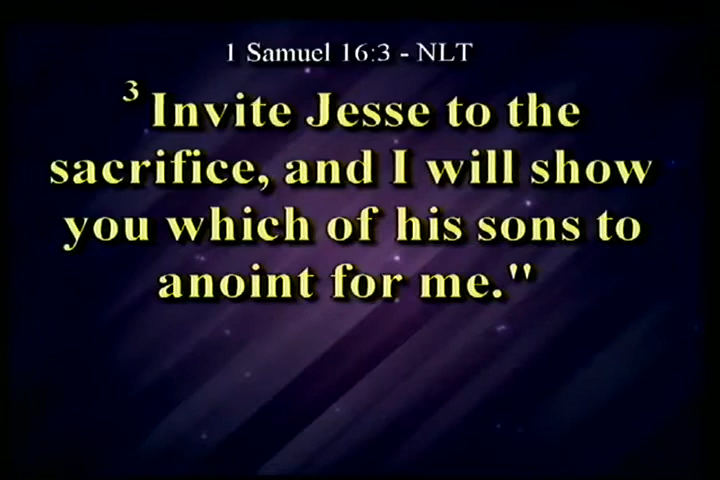 1 Samuel 16:3 - NLT
3 Invite Jesse to the
sacrifice, and I will show
you which of his sons to
anoint for me."